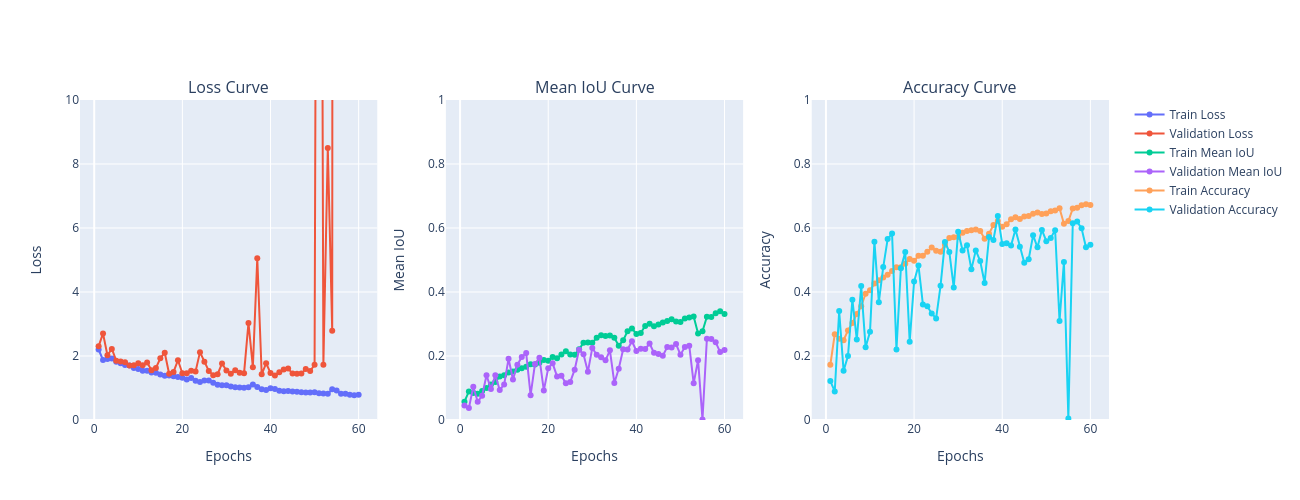 Loss Curve
Mean IoU Curve
Accuracy Curve
10
8
6
4
2
0
Loss
0
20
40
60
Epochs
1
0.8
0.6
0.4
0.2
0
Mean IoU
0
20
40
60
Epochs
1
0.8
0.6
0.4
0.2
0
Accuracy
0
20
40
60
Epochs
Train Loss
Validation Loss
Train Mean IoU
Validation Mean IoU
Train Accuracy
Validation Accuracy